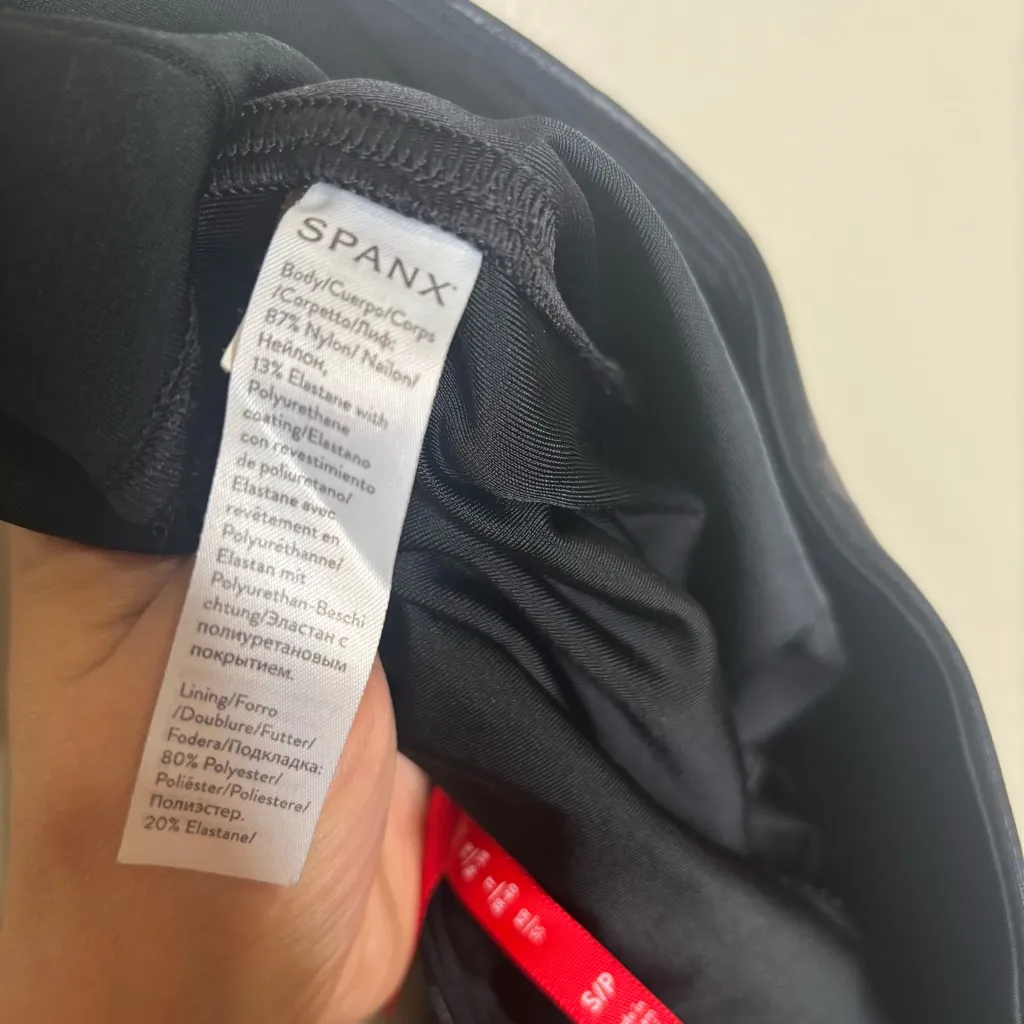 SPANX
Body/Cuerpo/Corps
/Corpetto/Лиф:
87% Nylon/ Nailon/
Нейлон,
13% Elastane with
Polyurethane
coating/Elastano
con revestimiento
de poliuretano/
Elastane avec
revêtement en
Polyuréthanne/
Elastan mit
Polyurethan-Beschi
chtung/Эластан с
полиуретановым
покрытием.
Lining/Forro
/Doublure/Futter/
Fodera/Подкладка:
80% Polyester/
Poliéster/Poliestere/
Полиэстер.
20% Elastane/
S/P